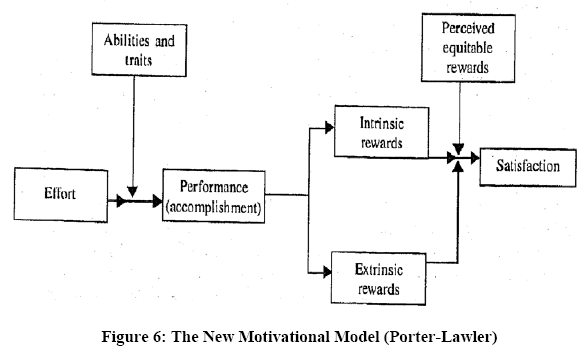 Abilities and
traits
Perceived
equitable
rewards
Intrinsic
rewards
Satisfaction
Effort
Performance
(accomplishment)
Extrinsic
rewards
Figure 6: The New Motivational Model (Porter-Lawler)